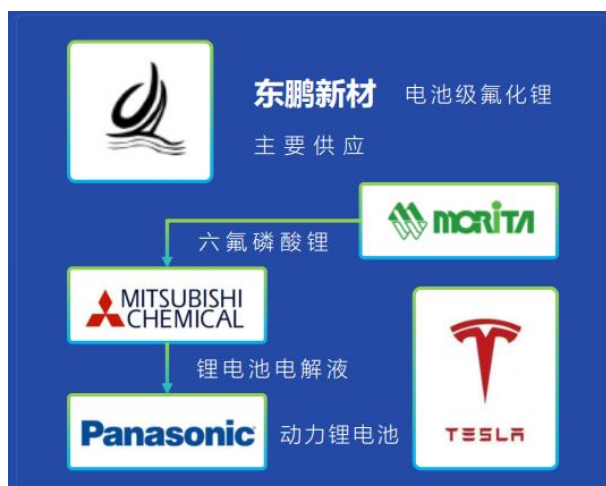 东鹏新材 电池级氟化锂
主要供应
MORITA
六氟磷酸锂
MITSUBISHI
CHEMICAL
锂电池电解液
Panasonic 动力锂电池
TESLA